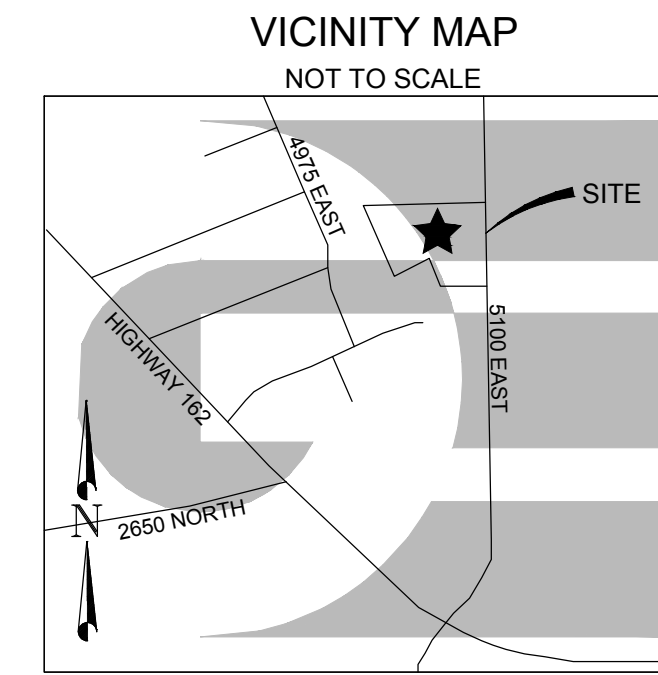 VICINITY MAP
NOT TO SCALE
4975 EAST
SITE
5100 EAST
HIGHWAY 162
N
2650 NORTH